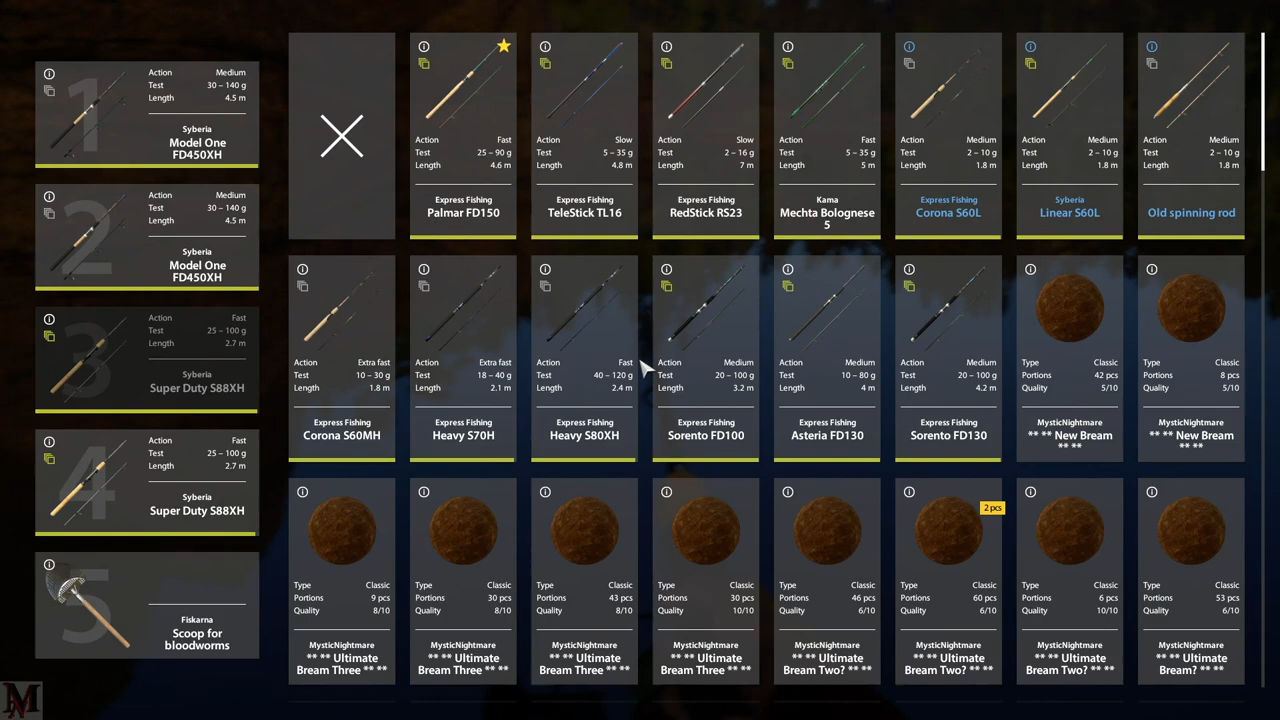 1
Action Medium
Test 30 – 140 g
Length 4.5 m
Syberia
Model One
FD450XH
2
Action Medium
Test 30 – 140 g
Length 4.5 m
Syberia
Model One
FD450XH
3
Action Fast
Test 25 – 100 g
Length 2.7 m
Syberia
Super Duty S88XH
4
Action Fast
Test 25 – 100 g
Length 2.7 m
Syberia
Super Duty S88XH
5
Fiskarna
Scoop for
bloodworms
Action Fast
Test 25 – 90 g
Length 4.6 m
Express Fishing
Palmar FD150
Action Slow
Test 5 – 35 g
Length 4.8 m
Express Fishing
TeleStick TL16
Action Slow
Test 2 – 16 g
Length 7 m
Express Fishing
RedStick RS23
Action Fast
Test 5 – 35 g
Length 5 m
Kama
Mechta Bolognese
5
Action Medium
Test 2 – 10 g
Length 1.8 m
Express Fishing
Corona S60L
Action Medium
Test 2 – 10 g
Length 1.8 m
Syberia
Linear S60L
Action Medium
Test 2 – 10 g
Length 1.8 m
Old spinning rod
Action Extra fast
Test 10 – 30 g
Length 1.8 m
Express Fishing
Corona S60MH
Action Extra fast
Test 18 – 40 g
Length 2.1 m
Express Fishing
Heavy S70H
Action Fast
Test 40 – 120 g
Length 2.4 m
Express Fishing
Heavy S80XH
Action Medium
Test 20 – 100 g
Length 3.2 m
Express Fishing
Sorento FD100
Action Medium
Test 10 – 80 g
Length 4 m
Express Fishing
Asteria FD130
Action Medium
Test 20 – 100 g
Length 4.2 m
Express Fishing
Sorento FD130
Type Classic
Portions 42 pcs
Quality 5/10
MysticNightmare
** ** New Bream
** **
Type Classic
Portions 8 pcs
Quality 5/10
MysticNightmare
** ** New Bream
** **
Type Classic
Portions 9 pcs
Quality 8/10
MysticNightmare
** ** Ultimate
Bream Three ** **
Type Classic
Portions 30 pcs
Quality 8/10
MysticNightmare
** ** Ultimate
Bream Three ** **
Type Classic
Portions 43 pcs
Quality 8/10
MysticNightmare
** ** Ultimate
Bream Three ** **
Type Classic
Portions 30 pcs
Quality 10/10
MysticNightmare
** ** Ultimate
Bream Three ** **
Type Classic
Portions 46 pcs
Quality 6/10
MysticNightmare
** ** Ultimate
Bream Two? ** **
2 pcs
Type Classic
Portions 60 pcs
Quality 6/10
MysticNightmare
** ** Ultimate
Bream Two? ** **
Type Classic
Portions 6 pcs
Quality 10/10
MysticNightmare
** ** Ultimate
Bream Two? ** **
Type Classic
Portions 53 pcs
Quality 6/10
MysticNightmare
** ** Ultimate
Bream? ** **